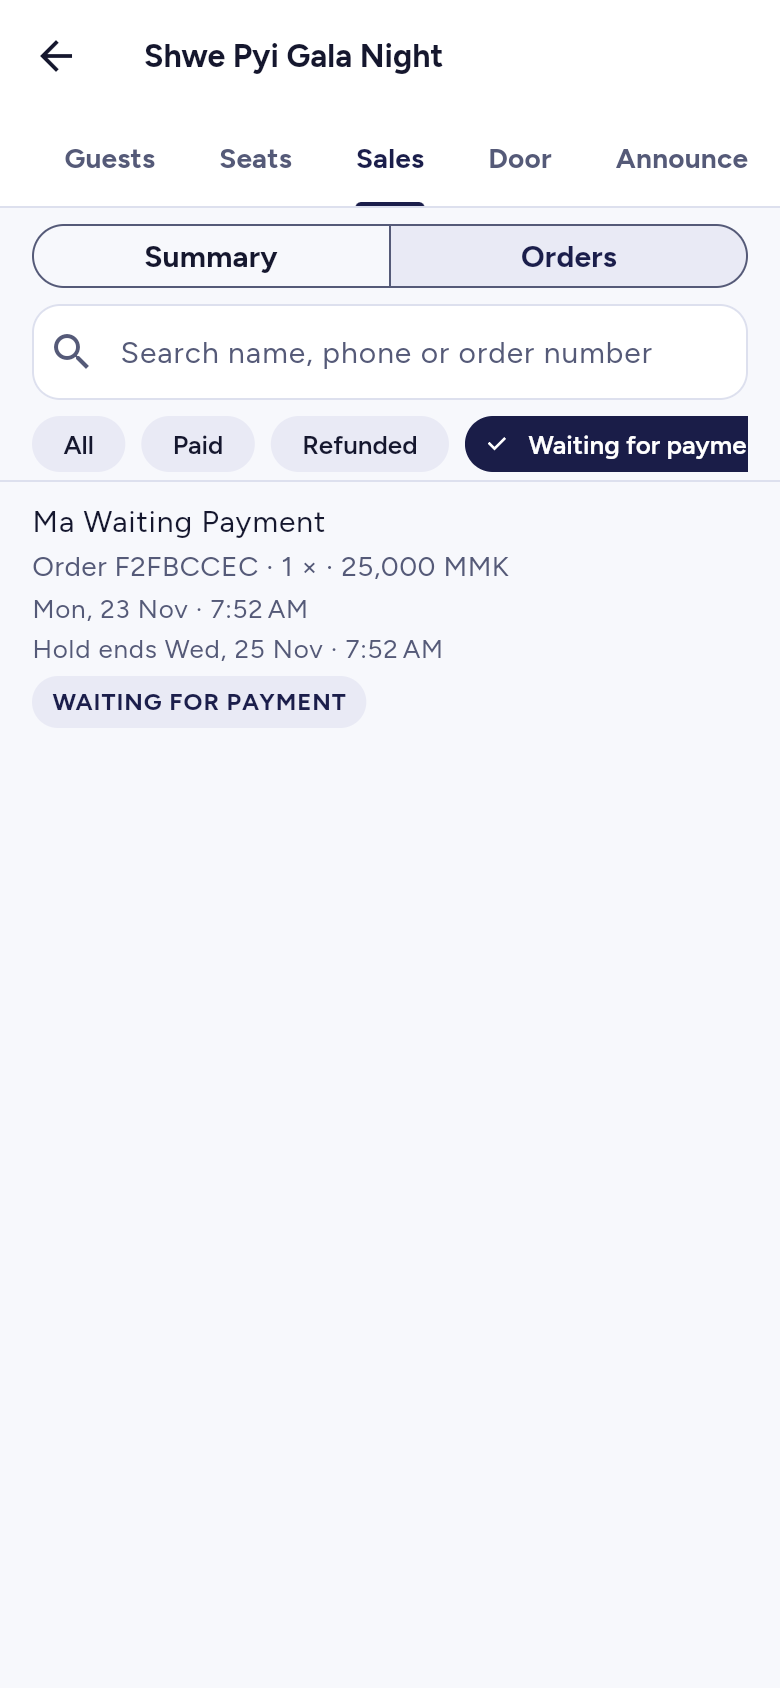 Shwe Pyi Gala Night
Guests Seats Sales Door Announce
Summary Orders
Search name, phone or order number
All Paid Refunded Waiting for payme
Ma Waiting Payment
Order F2FBCCEC · 1 × · 25,000 MMK
Mon, 23 Nov · 7:52 AM
Hold ends Wed, 25 Nov · 7:52 AM
WAITING FOR PAYMENT